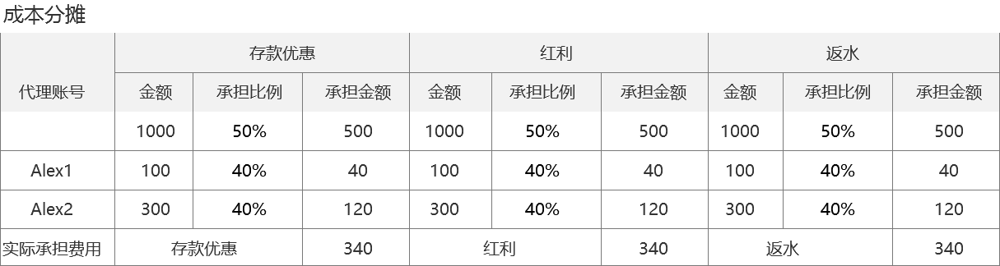 成本分摊
存款优惠 红利 返水
代理账号 金额 承担比例 承担金额 金额 承担比例 承担金额 金额 承担比例 承担金额
1000 50% 500 1000 50% 500 1000 50% 500
Alex1 100 40% 40 100 40% 40 100 40% 40
Alex2 300 40% 120 300 40% 120 300 40% 120
实际承担费用 存款优惠 340 红利 340 返水 340